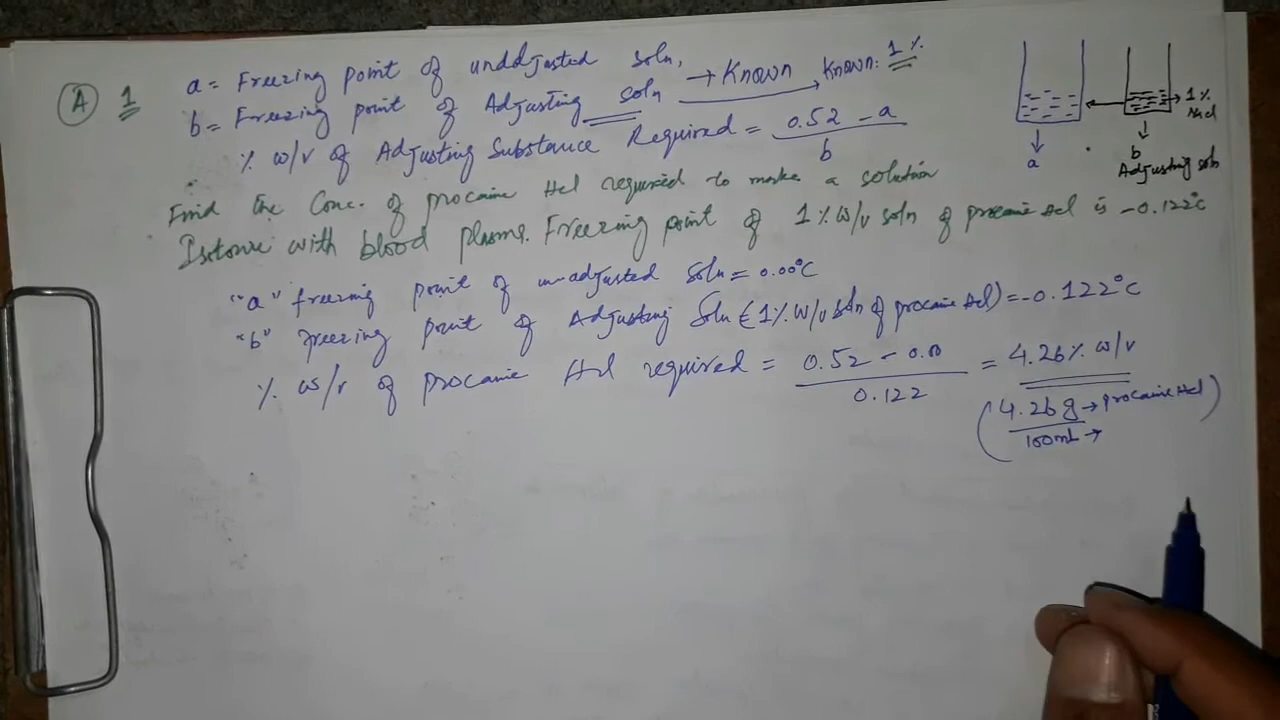 A 1 a = Freezing point of unddjusted soln,
b = Freezing point of Adjusting soln → Known Known: 1 %
% w/v of Adjusting Substance Required = 0.52 - a / b
1 %
Nacl
a
b
Adjusting soln
Find the Conc. of procaine Hcl required to make a solution
Isotonic with blood plasma. Freezing point of 1% W/V soln of procaine Hcl is -0.122°C
"a" freezing point of unadjusted soln = 0.00°C
"b" freezing point of Adjusting Soln (1% W/v soln of procaine Hcl) = -0.122°C
% w/v of procaine Hcl required = 0.52 - 0.00 / 0.122 = 4.26 % w/v
(4.26 g → procaine Hcl)
100mL →